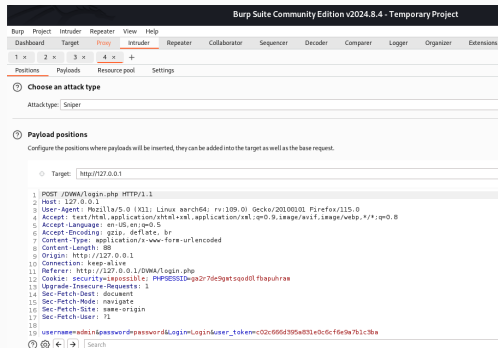 Burp Suite Community Edition v2024.8.4 - Temporary Project
Burp Project Intruder Repeater View Help
Dashboard Target Proxy Intruder Repeater Collaborator Sequencer Decoder Comparer Logger Organizer Extensions
1 × 2 × 3 × 4 × +
Positions Payloads Resource pool Settings
Choose an attack type
Attack type: Sniper
Payload positions
Configure the positions where payloads will be inserted, they can be added into the target as well as the base request.
Target: http://127.0.0.1
1 POST /DVWA/login.php HTTP/1.1
2 Host: 127.0.0.1
3 User-Agent: Mozilla/5.0 (X11; Linux aarch64; rv:109.0) Gecko/20100101 Firefox/115.0
4 Accept: text/html,application/xhtml+xml,application/xml;q=0.9,image/avif,image/webp,*/*;q=0.8
5 Accept-Language: en-US,en;q=0.5
6 Accept-Encoding: gzip, deflate, br
7 Content-Type: application/x-www-form-urlencoded
8 Content-Length: 88
9 Origin: http://127.0.0.1
10 Connection: keep-alive
11 Referer: http://127.0.0.1/DVWA/login.php
12 Cookie: security=impossible; PHPSESSID=ga2r7de9gmtsqod0lfbapuhram
13 Upgrade-Insecure-Requests: 1
14 Sec-Fetch-Dest: document
15 Sec-Fetch-Mode: navigate
16 Sec-Fetch-Site: same-origin
17 Sec-Fetch-User: ?1
18
19 username=admin&password=password&Login=Login&user_token=c02c666d395a831e0c6cf6e9a7b1c3ba
Search